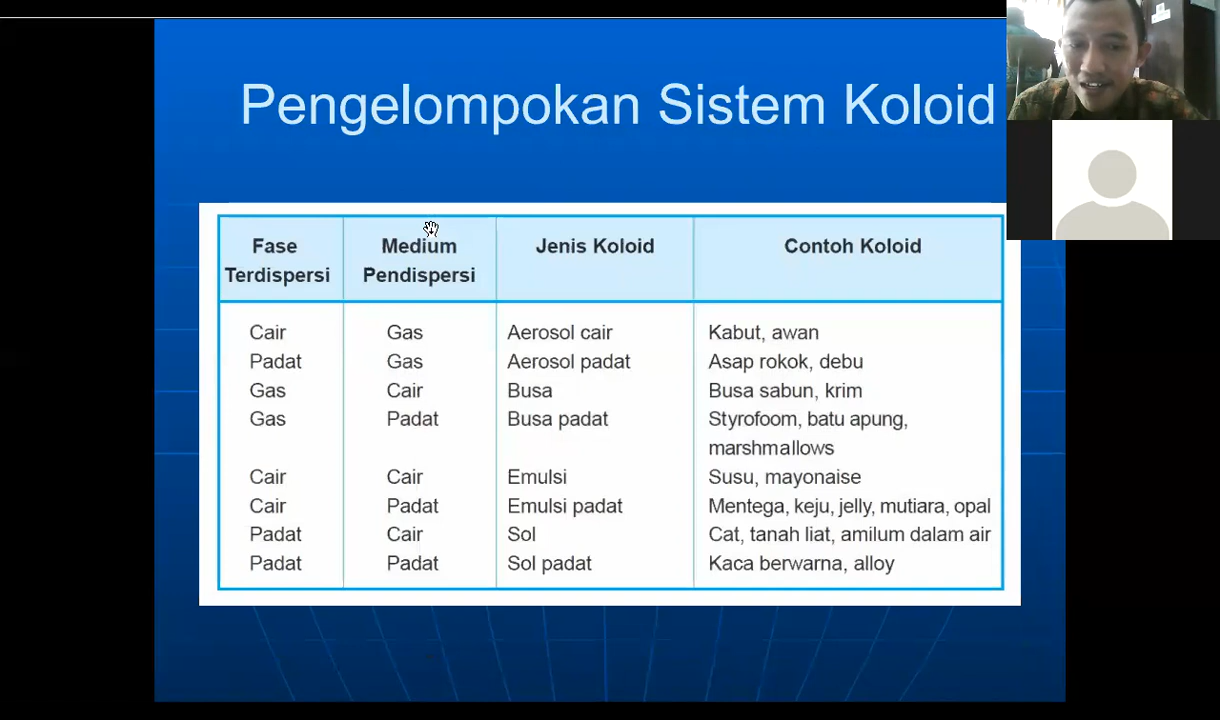 Pengelompokan Sistem Koloid
Fase Terdispersi Medium Pendispersi Jenis Koloid Contoh Koloid
Cair Gas Aerosol cair Kabut, awan
Padat Gas Aerosol padat Asap rokok, debu
Gas Cair Busa Busa sabun, krim
Gas Padat Busa padat Styrofoom, batu apung,
marshmallows
Cair Cair Emulsi Susu, mayonaise
Cair Padat Emulsi padat Mentega, keju, jelly, mutiara, opal
Padat Cair Sol Cat, tanah liat, amilum dalam air
Padat Padat Sol padat Kaca berwarna, alloy